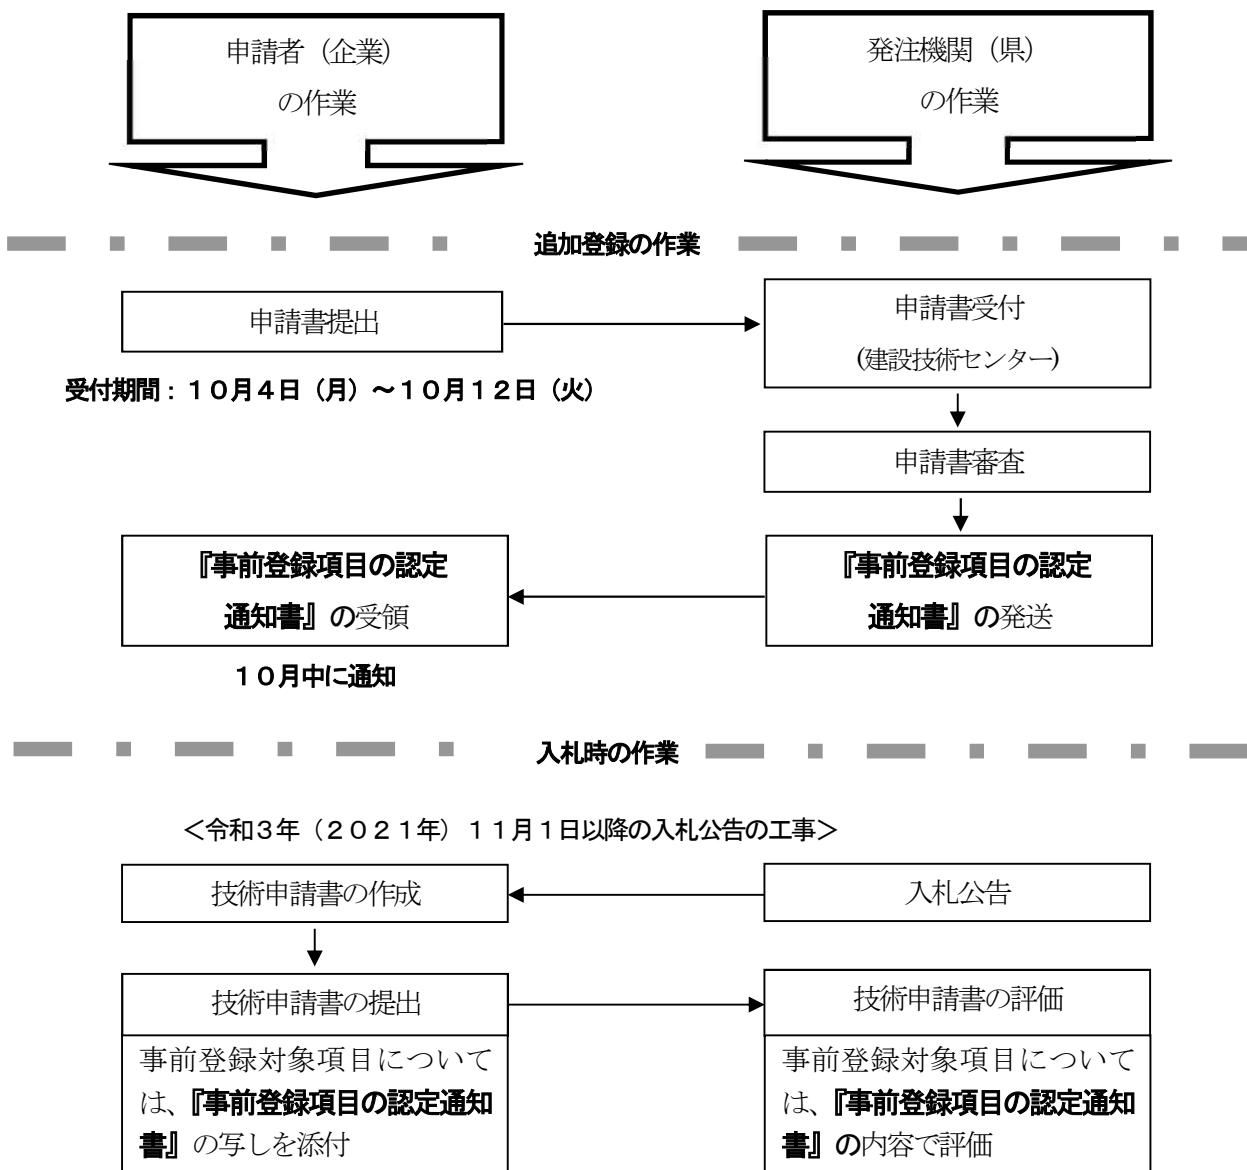 申請者（企業）
の作業
発注機関（県）
の作業
追加登録の作業
申請書提出
申請書受付
(建設技術センター)
受付期間：１０月４日（月）～１０月１２日（火）
申請書審査
『事前登録項目の認定
通知書』の受領
『事前登録項目の認定
通知書』の発送
１０月中に通知
入札時の作業
＜令和３年（２０２１年）１１月１日以降の入札公告の工事＞
技術申請書の作成
入札公告
技術申請書の提出
技術申請書の評価
事前登録対象項目について
は、『事前登録項目の認定通知
書』の写しを添付
事前登録対象項目について
は、『事前登録項目の認定通知
書』の内容で評価